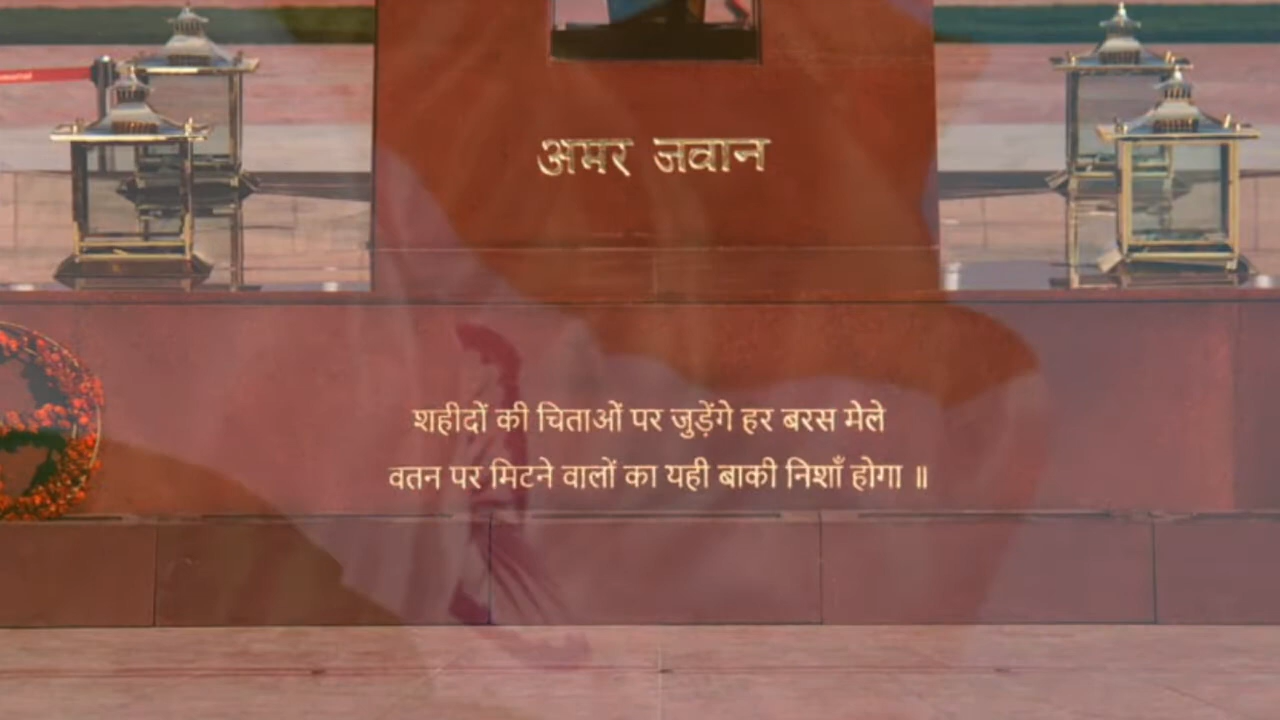 अमर जवान
शहीदों की चिताओं पर जुड़ेंगे हर बरस मेले
वतन पर मिटने वालों का यही बाकी निशाँ होगा ॥